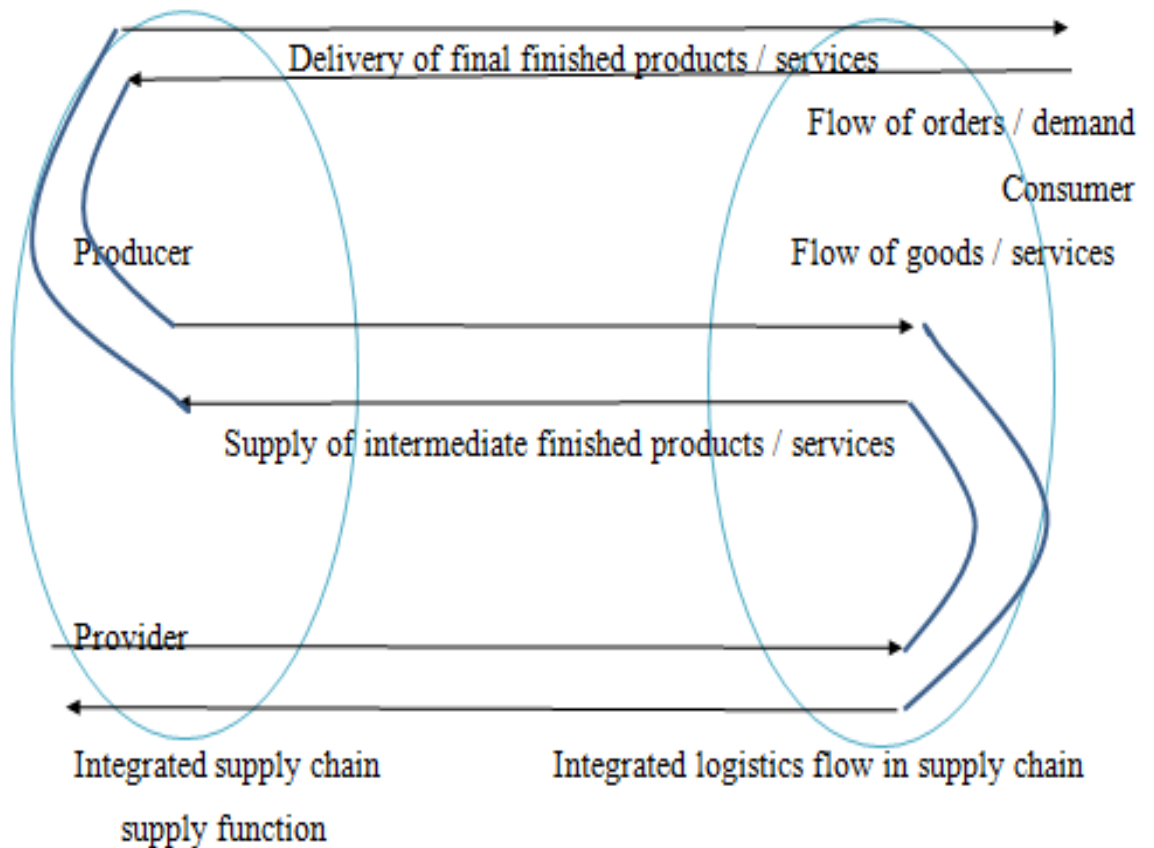 Delivery of final finished products / services
Flow of orders / demand
Consumer
Producer
Flow of goods / services
Supply of intermediate finished products / services
Provider
Integrated supply chain
supply function
Integrated logistics flow in supply chain